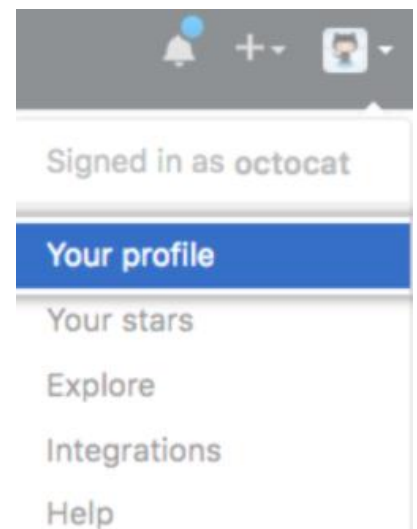 Signed in as octocat
Your profile
Your stars
Explore
Integrations
Help